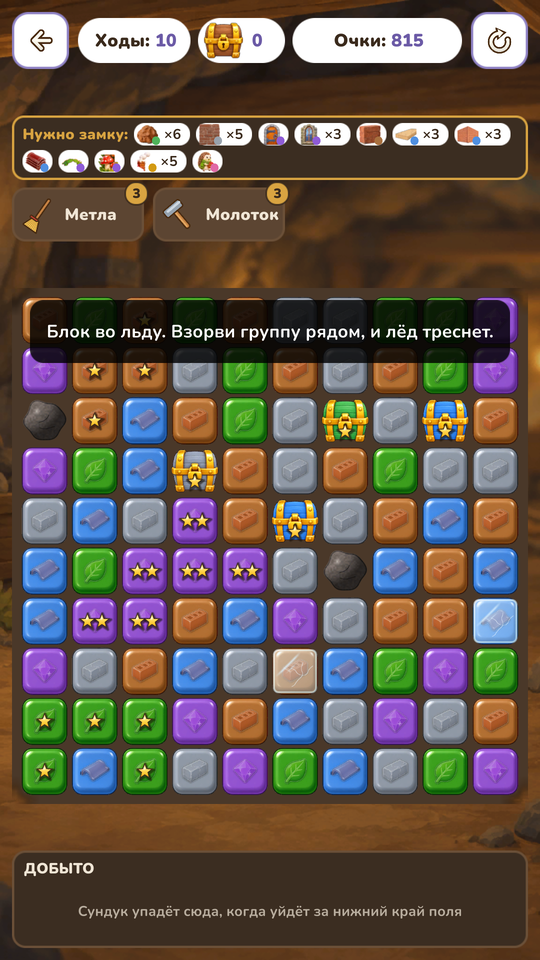 Ходы: 10
0
Очки: 815
Нужно замку:
×6
×5
×3
×3
×3
×5
Метла
3
Молоток
3
Блок во льду. Взорви группу рядом, и лёд треснет.
ДОБЫТО
Сундук упадёт сюда, когда уйдёт за нижний край поля